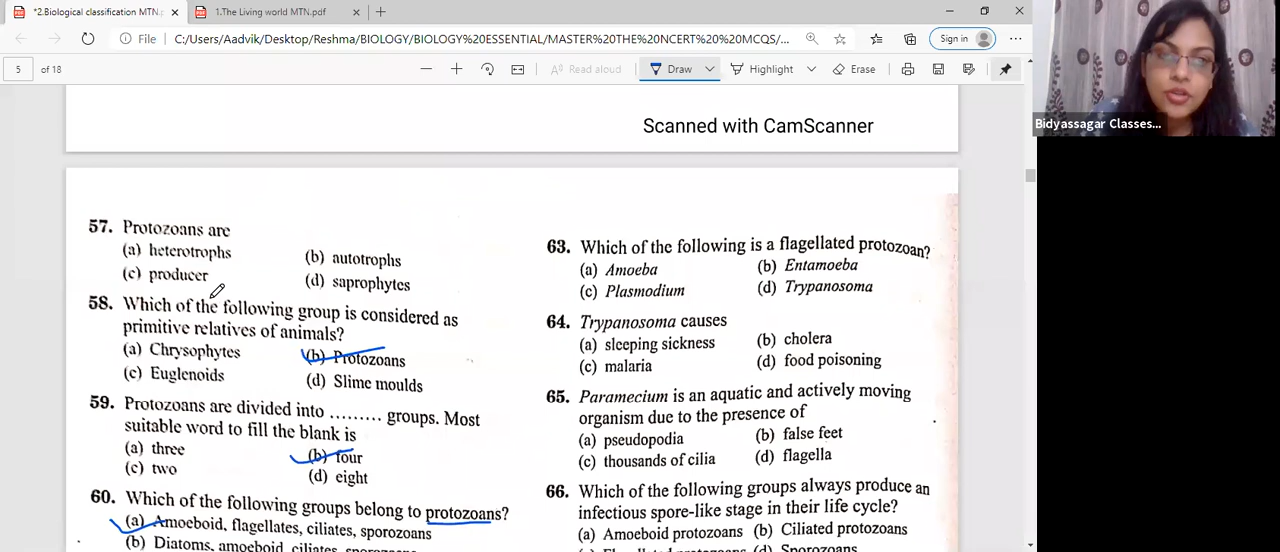 *2.Biological classification MTN.p
1.The Living world MTN.pdf
File
C:/Users/Aadvik/Desktop/Reshma/BIOLOGY/BIOLOGY%20ESSENTIAL/MASTER%20THE%20NCERT%20%20MCQS/...
Sign in
5 of 18
Read aloud
Draw
Highlight
Erase
Bidyassagar Classes...
Scanned with CamScanner
57. Protozoans are
(a) heterotrophs (b) autotrophs
(c) producer (d) saprophytes
58. Which of the following group is considered as
primitive relatives of animals?
(a) Chrysophytes (b) Protozoans
(c) Euglenoids (d) Slime moulds
59. Protozoans are divided into ......... groups. Most
suitable word to fill the blank is
(a) three (b) four
(c) two (d) eight
60. Which of the following groups belong to protozoans?
(a) Amoeboid, flagellates, ciliates, sporozoans
(b) Diatoms, amoeboid, ciliates, sporozoans
63. Which of the following is a flagellated protozoan?
(a) Amoeba (b) Entamoeba
(c) Plasmodium (d) Trypanosoma
64. Trypanosoma causes
(a) sleeping sickness (b) cholera
(c) malaria (d) food poisoning
65. Paramecium is an aquatic and actively moving
organism due to the presence of
(a) pseudopodia (b) false feet
(c) thousands of cilia (d) flagella
66. Which of the following groups always produce an
infectious spore-like stage in their life cycle?
(a) Amoeboid protozoans (b) Ciliated protozoans
(c) Flagellated protozoans (d) Sporozoans